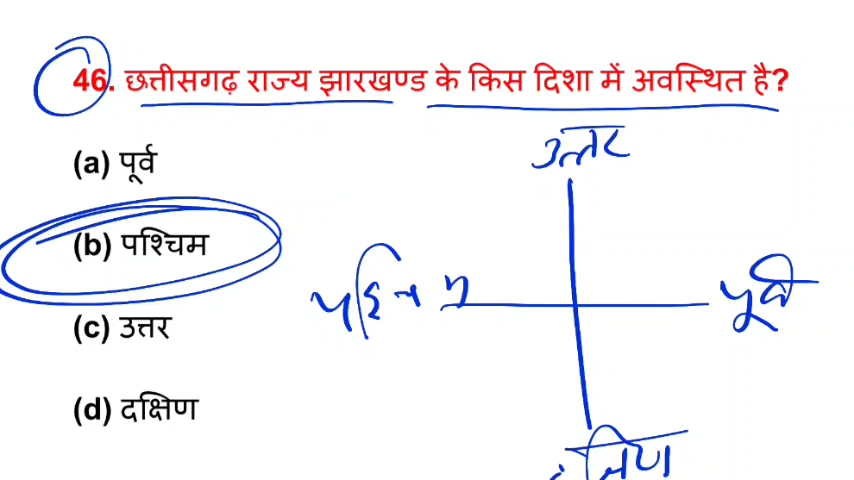 46. छत्तीसगढ़ राज्य झारखण्ड के किस दिशा में अवस्थित है?
उत्तर
(a) पूर्व
(b) पश्चिम
पश्चिम
पूर्व
(c) उत्तर
(d) दक्षिण